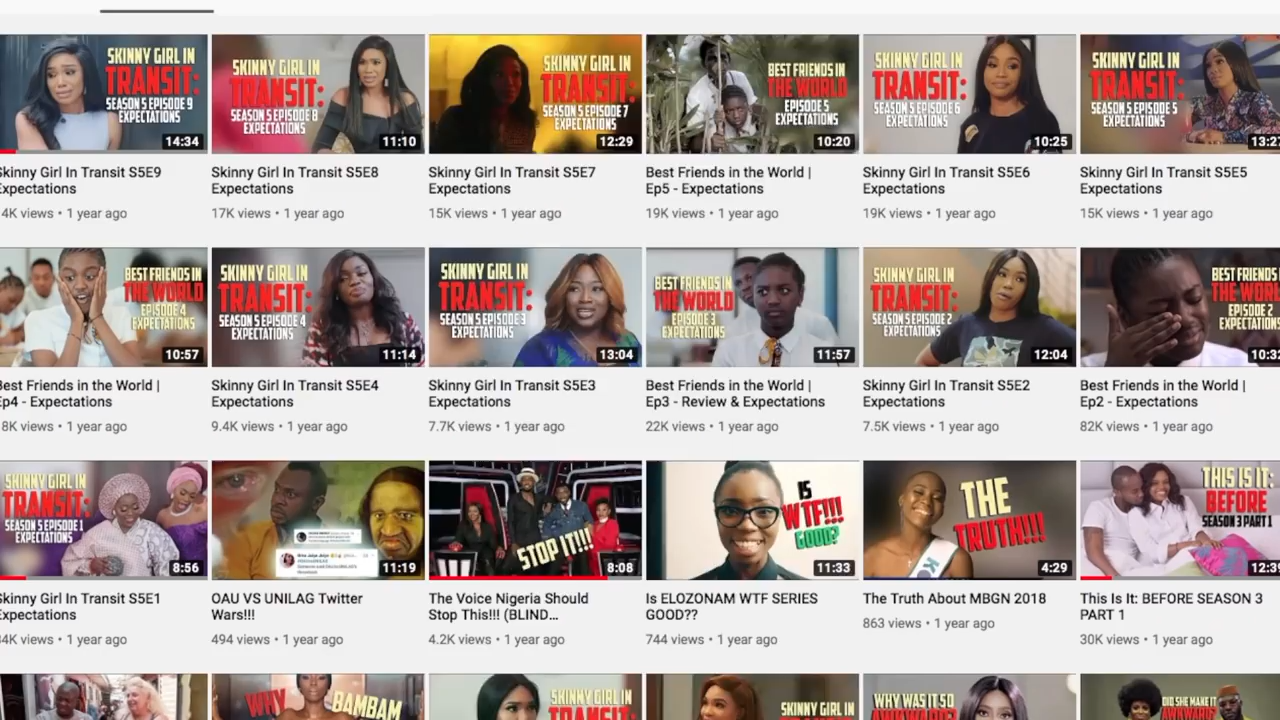 SKINNY GIRL IN
TRANSIT:
SEASON 5 EPISODE 9
EXPECTATIONS
14:34
Skinny Girl In Transit S5E9
Expectations
4K views • 1 year ago
SKINNY GIRL IN
TRANSIT:
SEASON 5 EPISODE 8
EXPECTATIONS
11:10
Skinny Girl In Transit S5E8
Expectations
17K views • 1 year ago
SKINNY GIRL IN
TRANSIT:
SEASON 5 EPISODE 7
EXPECTATIONS
12:29
Skinny Girl In Transit S5E7
Expectations
15K views • 1 year ago
BEST FRIENDS IN
THE WORLD
EPISODE 5
EXPECTATIONS
10:20
Best Friends in the World |
Ep5 - Expectations
19K views • 1 year ago
SKINNY GIRL IN
TRANSIT:
SEASON 5 EPISODE 6
EXPECTATIONS
10:25
Skinny Girl In Transit S5E6
Expectations
19K views • 1 year ago
SKINNY GIRL IN
TRANSIT:
SEASON 5 EPISODE 5
EXPECTATIONS
13:27
Skinny Girl In Transit S5E5
Expectations
15K views • 1 year ago
BEST FRIENDS IN
THE WORLD
EPISODE 4
EXPECTATIONS
10:57
Best Friends in the World |
Ep4 - Expectations
8K views • 1 year ago
SKINNY GIRL IN
TRANSIT:
SEASON 5 EPISODE 4
EXPECTATIONS
11:14
Skinny Girl In Transit S5E4
Expectations
9.4K views • 1 year ago
SKINNY GIRL IN
TRANSIT:
SEASON 5 EPISODE 3
EXPECTATIONS
13:04
Skinny Girl In Transit S5E3
Expectations
7.7K views • 1 year ago
BEST FRIENDS IN
THE WORLD
EPISODE 3
EXPECTATIONS
11:57
Best Friends in the World |
Ep3 - Review & Expectations
22K views • 1 year ago
SKINNY GIRL IN
TRANSIT:
SEASON 5 EPISODE 2
EXPECTATIONS
12:04
Skinny Girl In Transit S5E2
Expectations
7.5K views • 1 year ago
BEST FRIENDS
THE WOR
EPISODE 2
EXPECTATIONS
10:32
Best Friends in the World |
Ep2 - Expectations
82K views • 1 year ago
SKINNY GIRL IN
TRANSIT:
SEASON 5 EPISODE 1
EXPECTATIONS
8:56
Skinny Girl In Transit S5E1
Expectations
4K views • 1 year ago
11:19
OAU VS UNILAG Twitter
Wars!!!
494 views • 1 year ago
STOP IT!!!
8:08
The Voice Nigeria Should
Stop This!!! (BLIND...
4.2K views • 1 year ago
IS
WTF!!!
GOOD?
11:33
Is ELOZONAM WTF SERIES
GOOD??
744 views • 1 year ago
THE
TRUTH!!!
4:29
The Truth About MBGN 2018
863 views • 1 year ago
THIS IS IT:
BEFORE
SEASON 3 PART 1
12:39
This Is It: BEFORE SEASON 3
PART 1
30K views • 1 year ago
WHY BAMBAM
SKINNY GIRL IN
TRANSIT:
SKINNY GIRL IN
WHY WAS IT SO
AWKWARD?
DID SHE MAKE IT
AWKWARD?